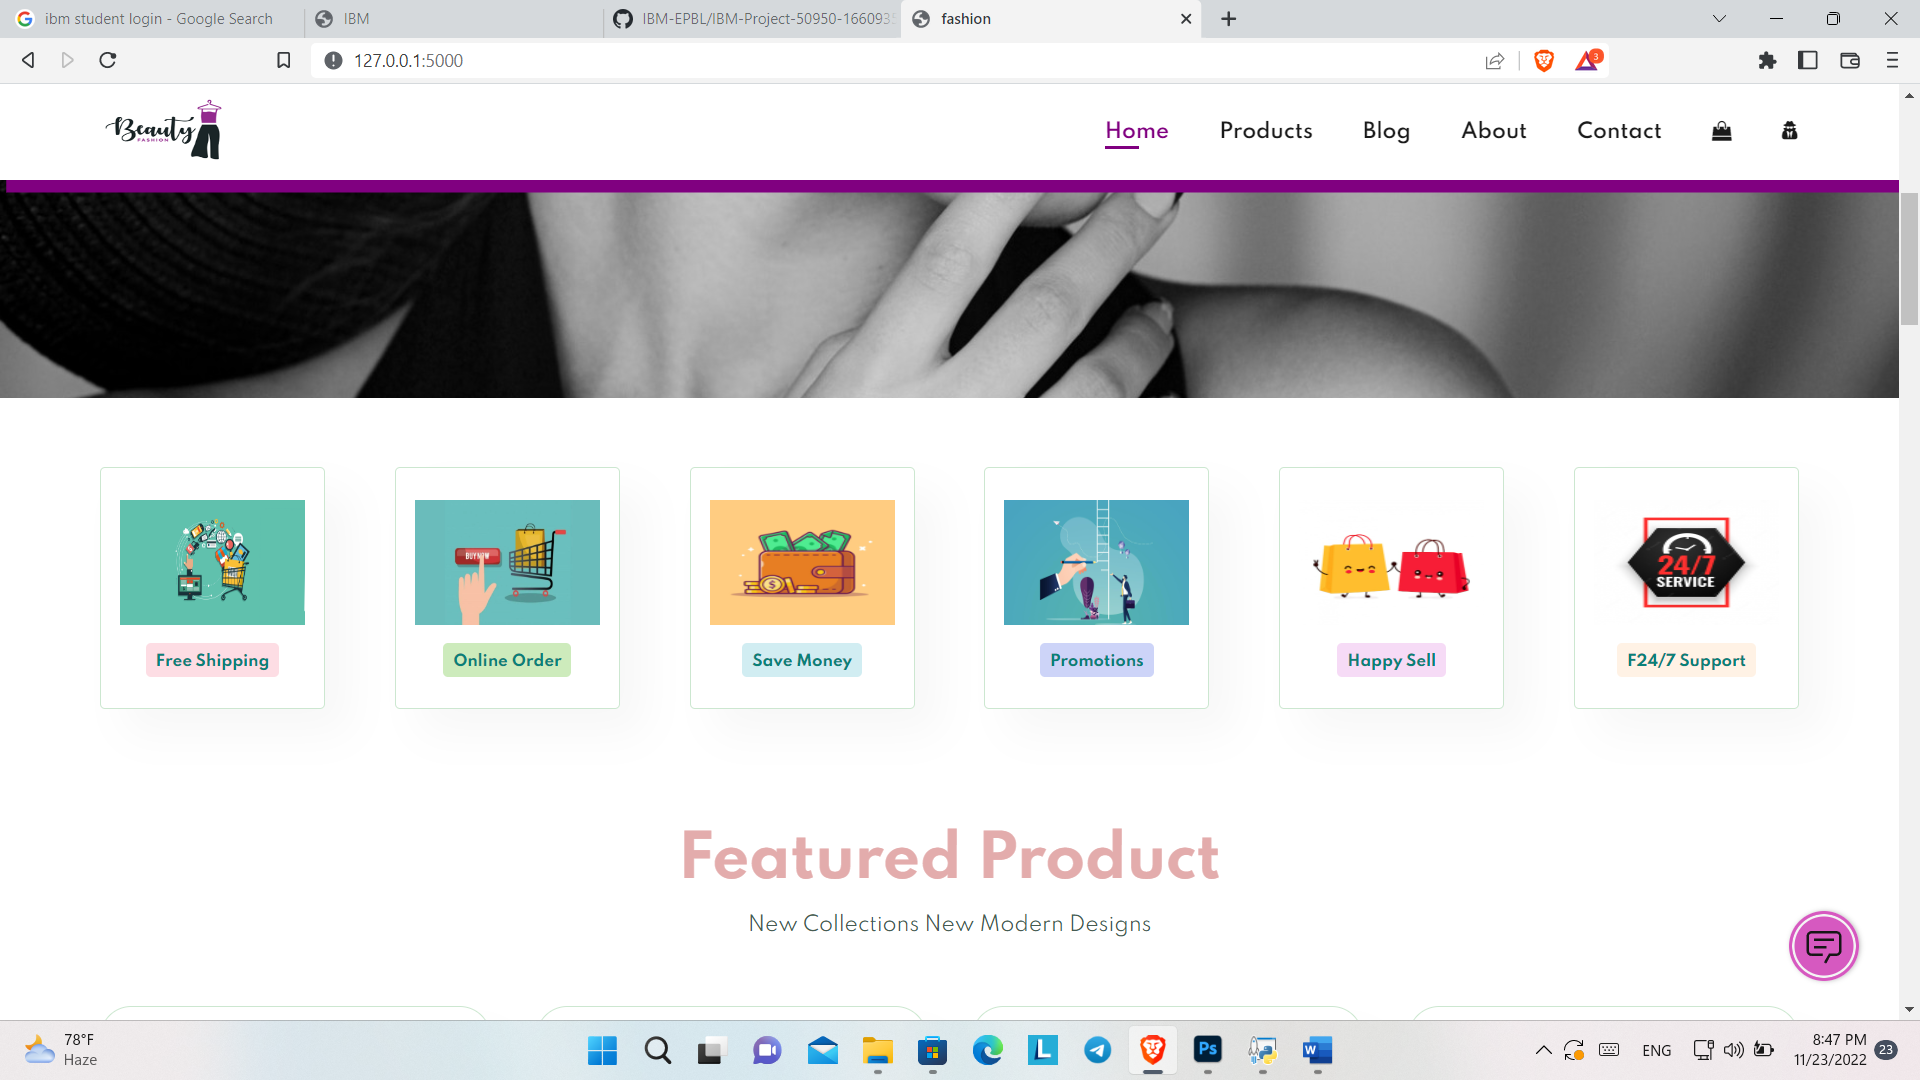 ibm student login - Google Search
IBM
IBM-EPBL/IBM-Project-50950-1660935
fashion
127.0.0.1:5000
3
Beauty
FASHION
Home
Products
Blog
About
Contact
BUY NOW
24/7
SERVICE
Free Shipping
Online Order
Save Money
Promotions
Happy Sell
F24/7 Support
Featured Product
New Collections New Modern Designs
78°F
Haze
L
Ps
W
ENG
8:47 PM
11/23/2022
23